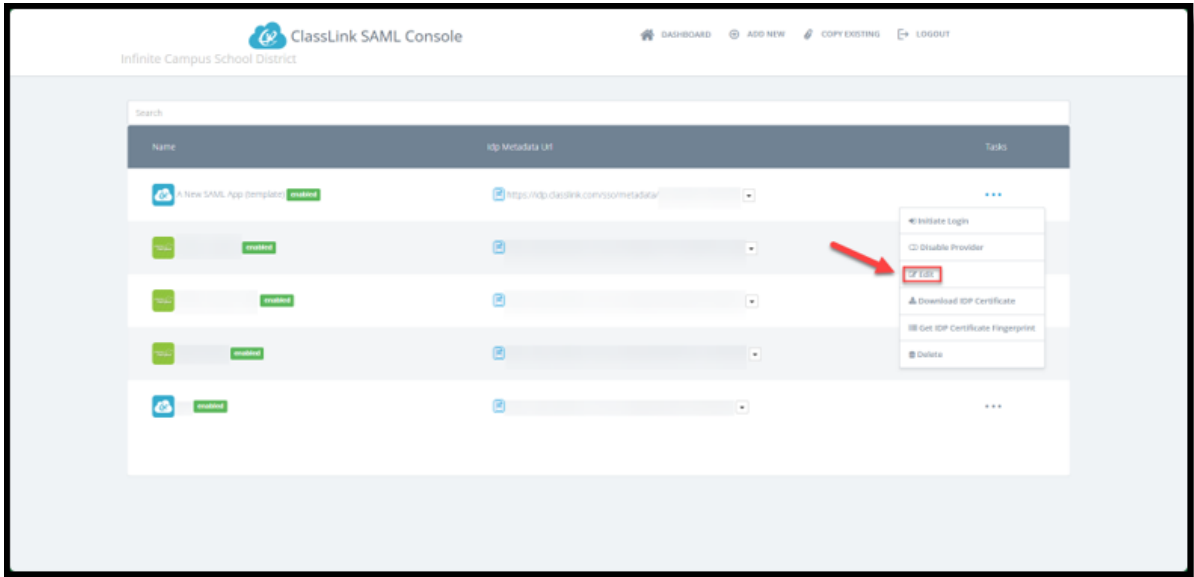 ClassLink SAML Console
Infinite Campus School District
DASHBOARD
ADD NEW
COPY EXISTING
LOGOUT
Search
Name
Idp Metadata Url
Tasks
A New SAML App (template) enabled
https://idp.classlink.com/sso/metadata/
Initiate Login
enabled
Disable Provider
Edit
enabled
Download IDP Certificate
Get IDP Certificate Fingerprint
enabled
Delete
enabled